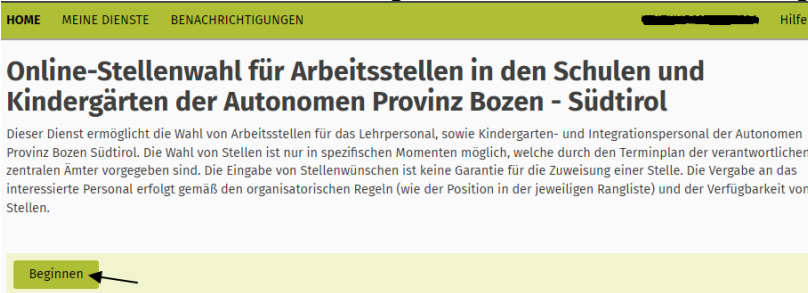 HOME MEINE DIENSTE BENACHRICHTIGUNGEN Hilfe
Online-Stellenwahl für Arbeitsstellen in den Schulen und
Kindergärten der Autonomen Provinz Bozen - Südtirol
Dieser Dienst ermöglicht die Wahl von Arbeitsstellen für das Lehrpersonal, sowie Kindergarten- und Integrationspersonal der Autonomen
Provinz Bozen Südtirol. Die Wahl von Stellen ist nur in spezifischen Momenten möglich, welche durch den Terminplan der verantwortlichen
zentralen Ämter vorgegeben sind. Die Eingabe von Stellenwünschen ist keine Garantie für die Zuweisung einer Stelle. Die Vergabe an das
interessierte Personal erfolgt gemäß den organisatorischen Regeln (wie der Position in der jeweiligen Rangliste) und der Verfügbarkeit von
Stellen.
Beginnen